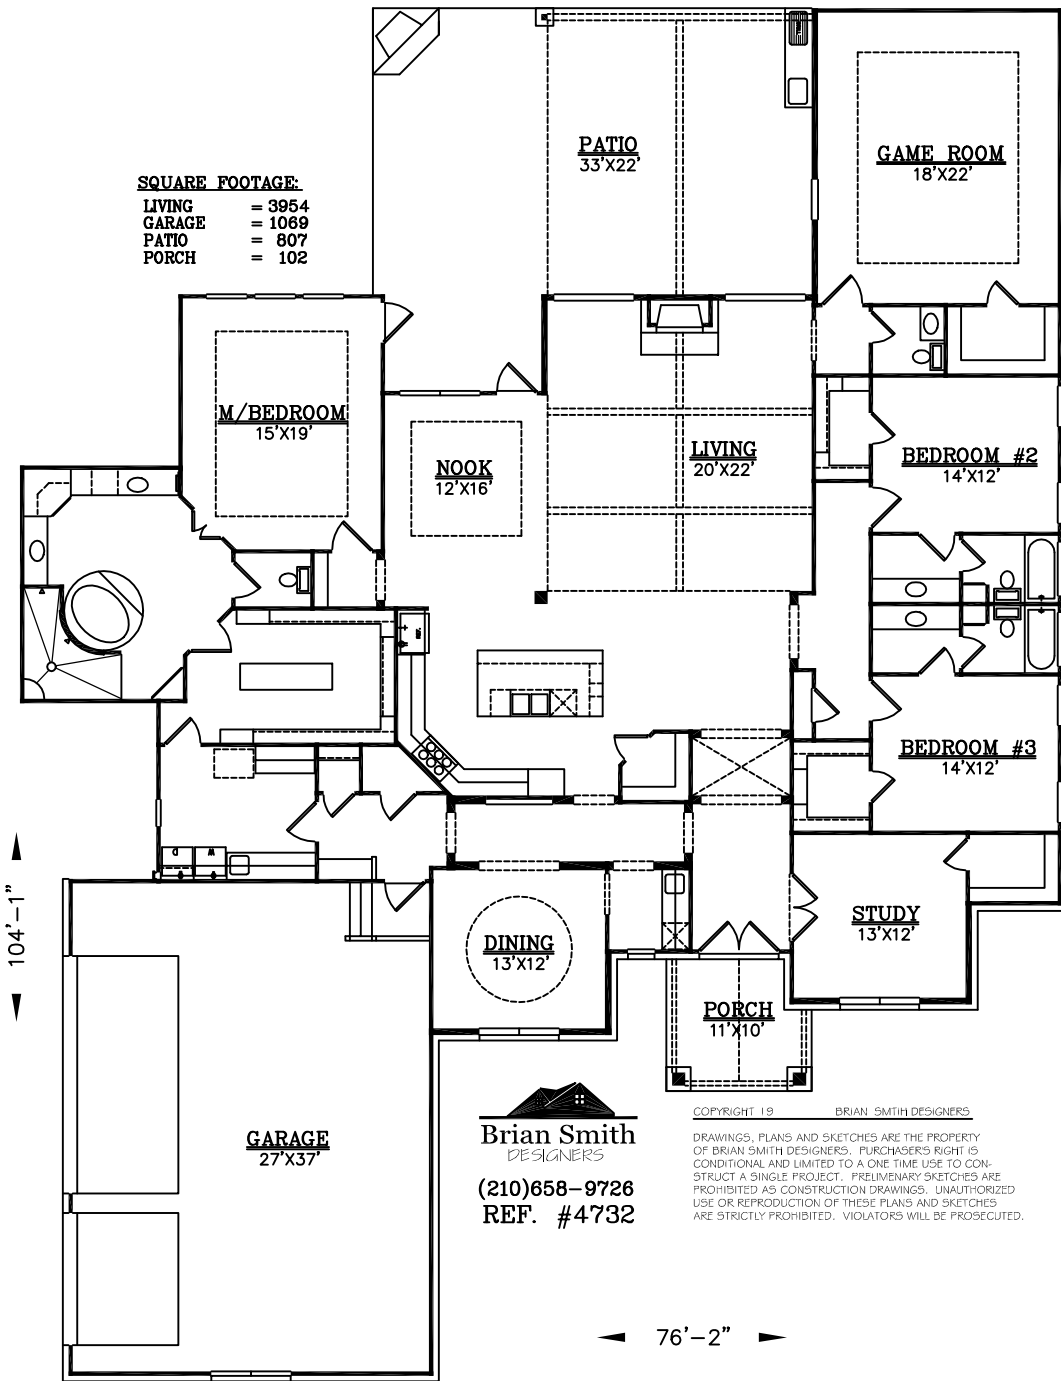 PATIO
33'X22'
GAME ROOM
18'X22'
SQUARE FOOTAGE:
LIVING = 3954
GARAGE = 1069
PATIO = 807
PORCH = 102
M/BEDROOM
15'X19'
NOOK
12'X16'
LIVING
20'X22'
BEDROOM #2
14'X12'
REF.
BEDROOM #3
14'X12'
D W
104'-1"
STUDY
13'X12'
DINING
13'X12'
PORCH
11'X10'
GARAGE
27'X37'
Brian Smith
DESIGNERS
(210)658-9726
REF. #4732
COPYRIGHT 19 BRIAN SMTIH DESIGNERS
DRAWINGS, PLANS AND SKETCHES ARE THE PROPERTY
OF BRIAN SMITH DESIGNERS. PURCHASER'S RIGHT IS
CONDITIONAL AND LIMITED TO A ONE TIME USE TO CON-
STRUCT A SINGLE PROJECT. PRELIMENARY SKETCHES ARE
PROHIBITED AS CONSTRUCTION DRAWINGS. UNAUTHORIZED
USE OR REPRODUCTION OF THESE PLANS AND SKETCHES
ARE STRICTLY PROHIBITED. VIOLATORS WILL BE PROSECUTED.
76'-2"